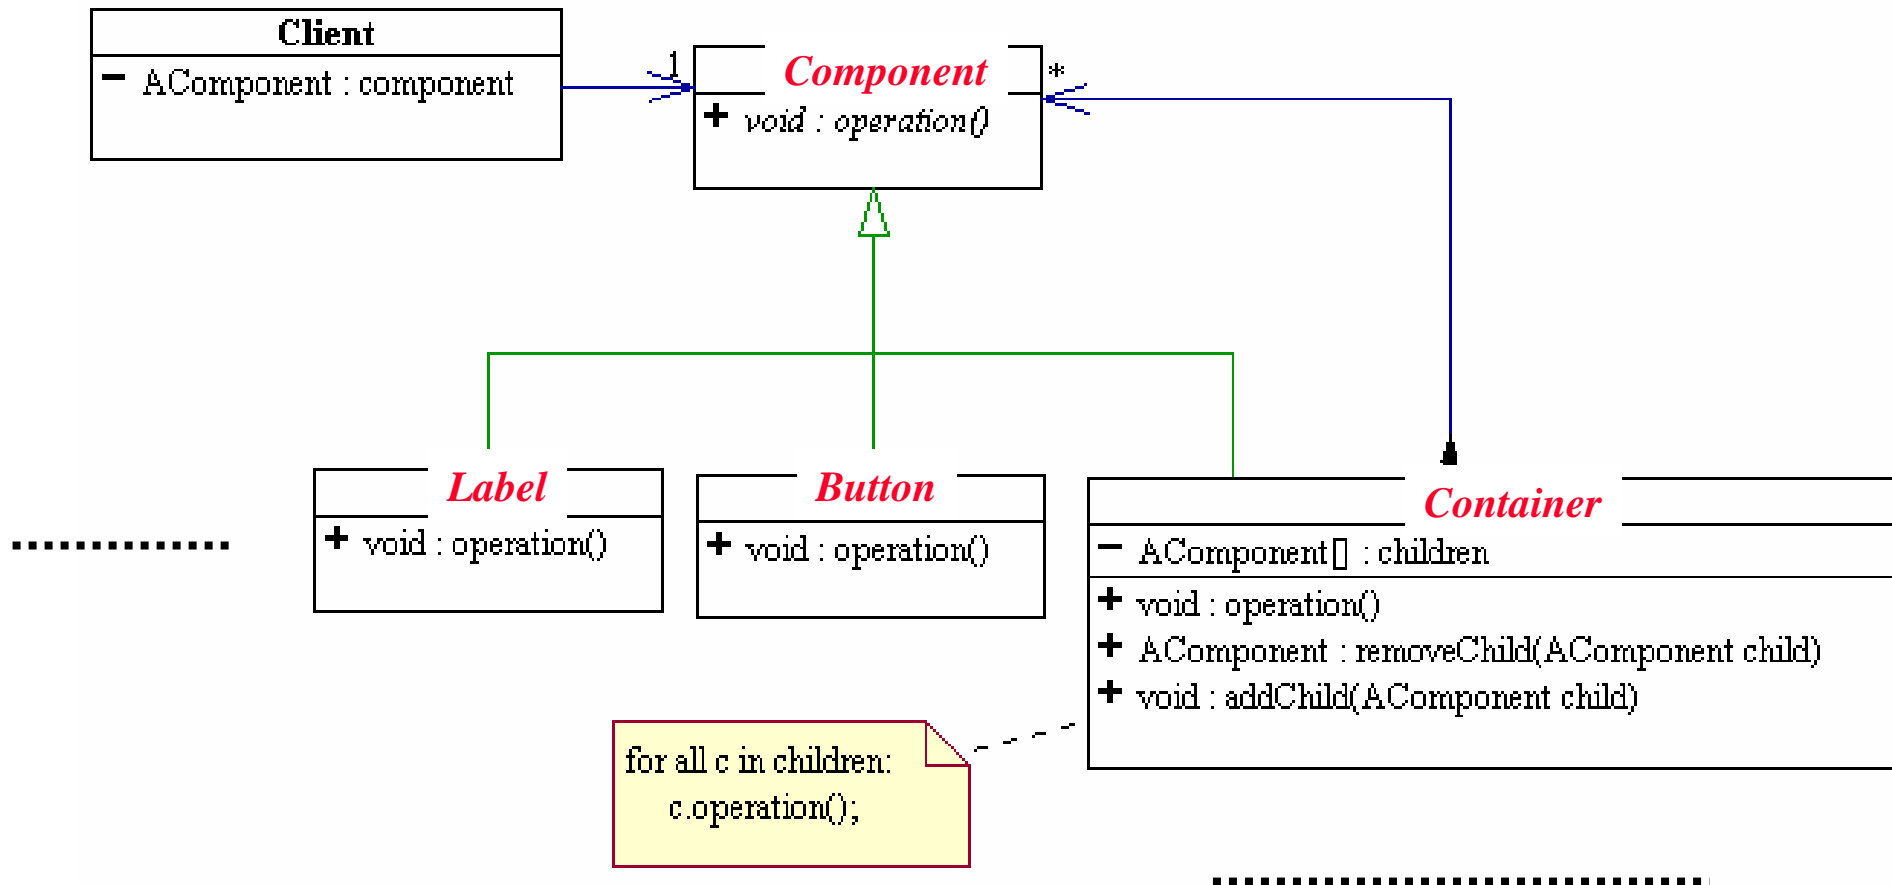 Client
- AComponent : component
1
Component
*
+ void : operation()
Label
+ void : operation()
Button
+ void : operation()
Container
- AComponent[] : children
+ void : operation()
+ AComponent : removeChild(AComponent child)
+ void : addChild(AComponent child)
for all c in children:
c.operation();